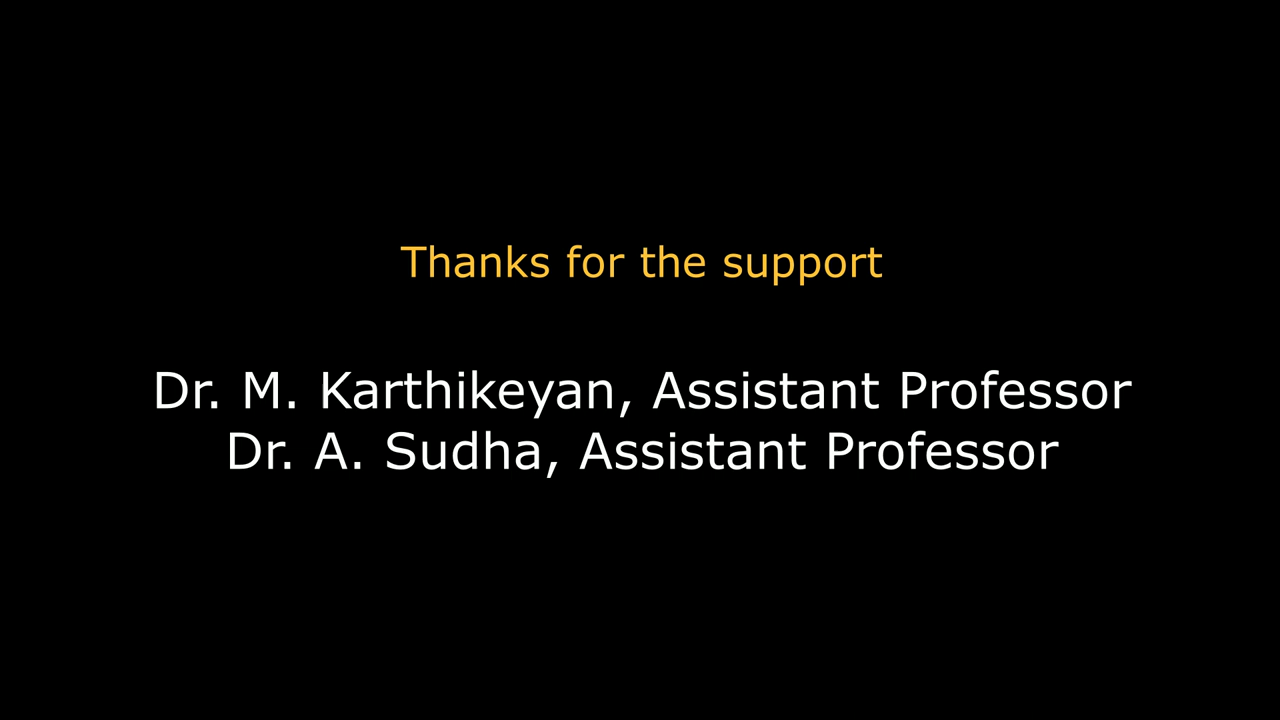 Thanks for the support
Dr. M. Karthikeyan, Assistant Professor
Dr. A. Sudha, Assistant Professor